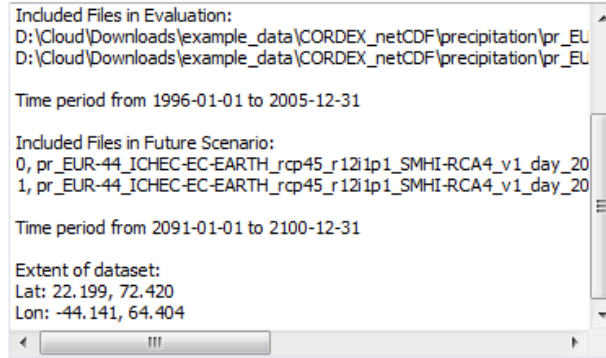 Included Files in Evaluation:
D:\Cloud\Downloads\example_data\CORDEX_netCDF\precipitation\pr_EU
D:\Cloud\Downloads\example_data\CORDEX_netCDF\precipitation\pr_EU
Time period from 1996-01-01 to 2005-12-31
Included Files in Future Scenario:
0, pr_EUR-44_ICHEC-EC-EARTH_rcp45_r12i1p1_SMHI-RCA4_v1_day_20
1, pr_EUR-44_ICHEC-EC-EARTH_rcp45_r12i1p1_SMHI-RCA4_v1_day_20
Time period from 2091-01-01 to 2100-12-31
Extent of dataset:
Lat: 22.199, 72.420
Lon: -44.141, 64.404